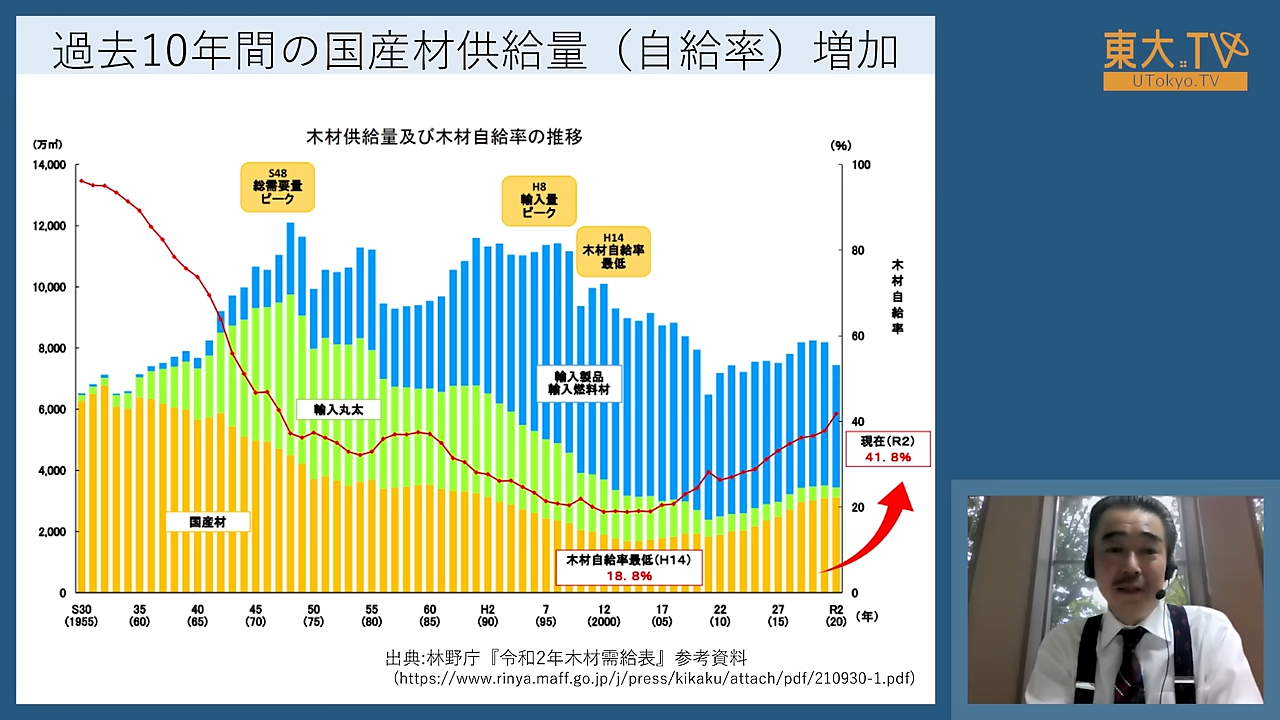 過去10年間の国産材供給量（自給率）増加
東大.TV
UTokyo.TV
木材供給量及び木材自給率の推移
(万㎥)
(%)
14,000
12,000
10,000
8,000
6,000
4,000
2,000
0
100
80
60
40
20
0
S48
総需要量
ピーク
H8
輸入量
ピーク
H14
木材自給率
最低
木材自給率
輸入製品
輸入燃料材
輸入丸太
国産材
現在(R2)
41.8%
木材自給率最低(H14)
18.8%
S30 35 40 45 50 55 60 H2 7 12 17 22 27 R2
(1955) (60) (65) (70) (75) (80) (85) (90) (95) (2000) (05) (10) (15) (20)
(年)
出典:林野庁『令和2年木材需給表』参考資料
（https://www.rinya.maff.go.jp/j/press/kikaku/attach/pdf/210930-1.pdf）